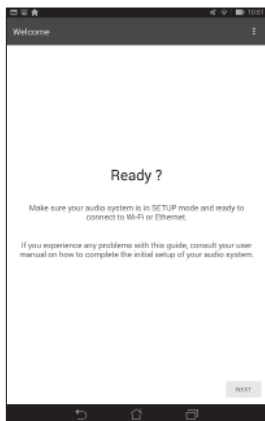 10:51
Welcome
Ready ?
Make sure your audio system is in SETUP mode and ready to
connect to Wi-Fi or Ethernet.
If you experience any problems with this guide, consult your user
manual on how to complete the initial setup of your audio system.
NEXT